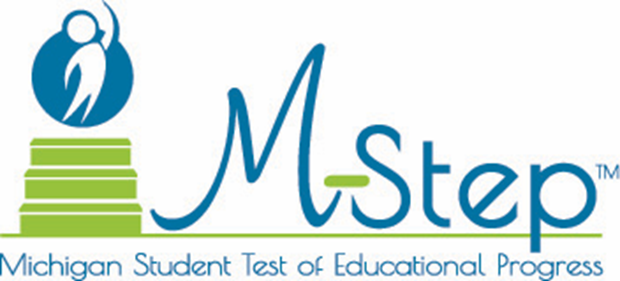 M-Step™
Michigan Student Test of Educational Progress